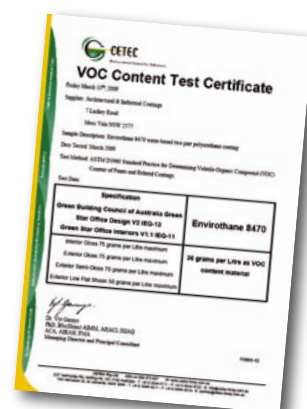 CETEC
VOC Content Test Certificate
Friday March 13th, 2009
Supplier: Architectural & Industrial Coatings
7 Lackey Road
Moss Vale NSW 2577
Sample Description: Envirothane 8470 water based two part polyurethane coating
Date Tested: March 2009
Test Method: ASTM D3960 Standard Practice for Determining Volatile Organic Compound (VOC)
Content of Paints and Related Coatings
Test Data:
Specification
Green Building Council of Australia Green
Star Office Design V2 IEQ-13
Green Star Office Interiors V1.1 IEQ-11
Envirothane 8470
Interior Gloss 75 grams per Litre maximum
Exterior Gloss 75 grams per Litre maximum
Exterior Semi Gloss 70 grams per Litre maximum
Exterior Low Flat Sheen 50 grams per Litre maximum
36 grams per Litre as VOC
content material
Managing Director and Principal Consultant